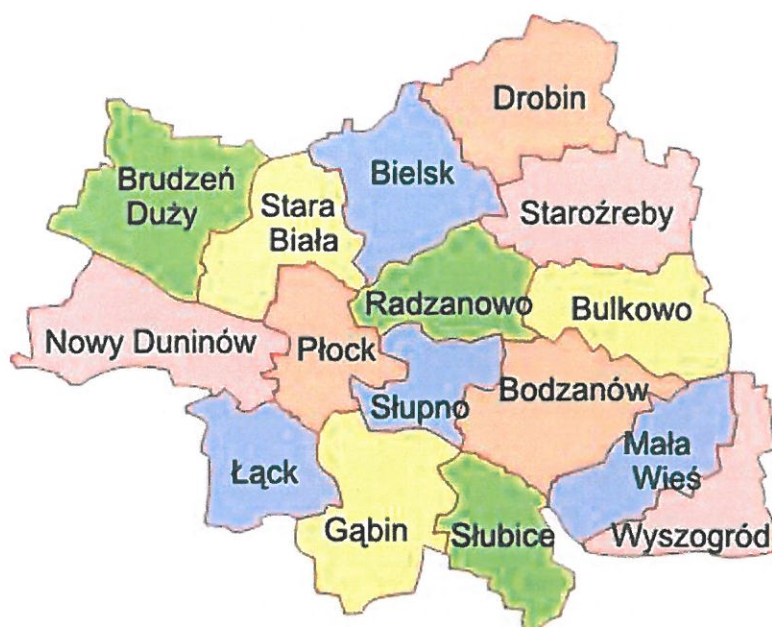 Drobin
Brudzeń
Duży
Bielsk
Stara
Biała
Staroźreby
Radzanowo
Bulkowo
Nowy Duninów
Płock
Bodzanów
Słupno
Mała
Wieś
Łąck
Gąbin
Słubice
Wyszogród